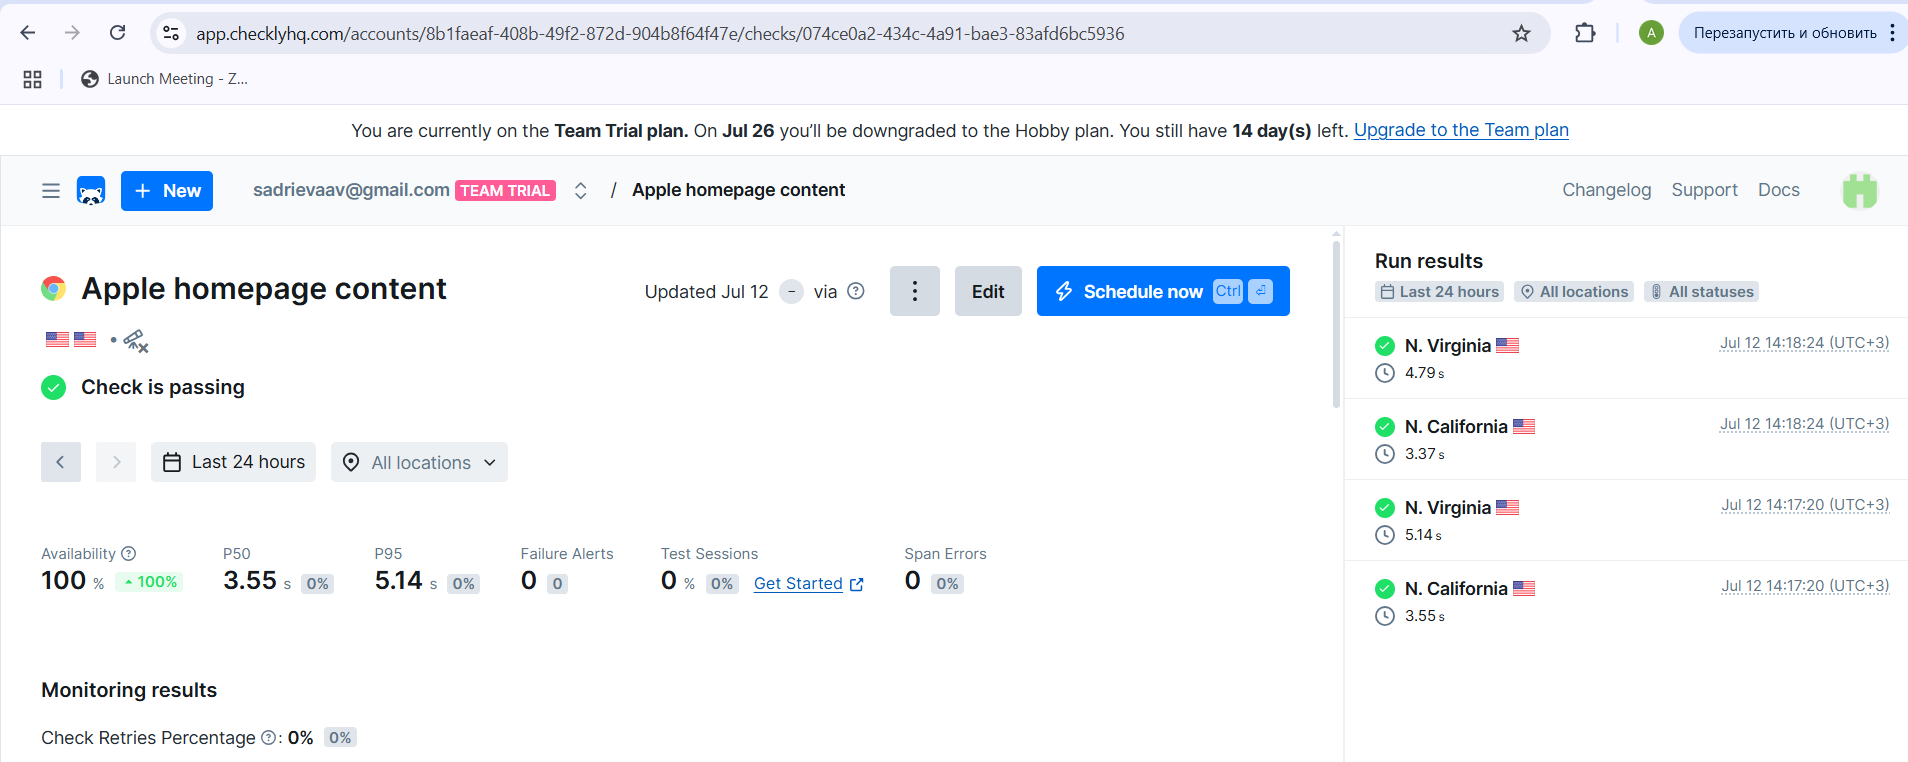 app.checklyhq.com/accounts/8b1faeaf-408b-49f2-872d-904b8f64f47e/checks/074ce0a2-434c-4a91-bae3-83afd6bc5936
A
Перезапустить и обновить
Launch Meeting - Z...
You are currently on the Team Trial plan. On Jul 26 you'll be downgraded to the Hobby plan. You still have 14 day(s) left. Upgrade to the Team plan
+ New
sadrievaav@gmail.com TEAM TRIAL / Apple homepage content
Changelog Support Docs
Apple homepage content
Updated Jul 12 - via ?
Edit
Schedule now Ctrl ⏎
Check is passing
Last 24 hours
All locations
Availability ? P50 P95 Failure Alerts Test Sessions Span Errors
100 % 100% 3.55 s 0% 5.14 s 0% 0 0 0 % 0% Get Started 0 0%
Monitoring results
Check Retries Percentage ?: 0% 0%
Run results
Last 24 hours All locations All statuses
N. Virginia Jul 12 14:18:24 (UTC+3)
4.79 s
N. California Jul 12 14:18:24 (UTC+3)
3.37 s
N. Virginia Jul 12 14:17:20 (UTC+3)
5.14 s
N. California Jul 12 14:17:20 (UTC+3)
3.55 s